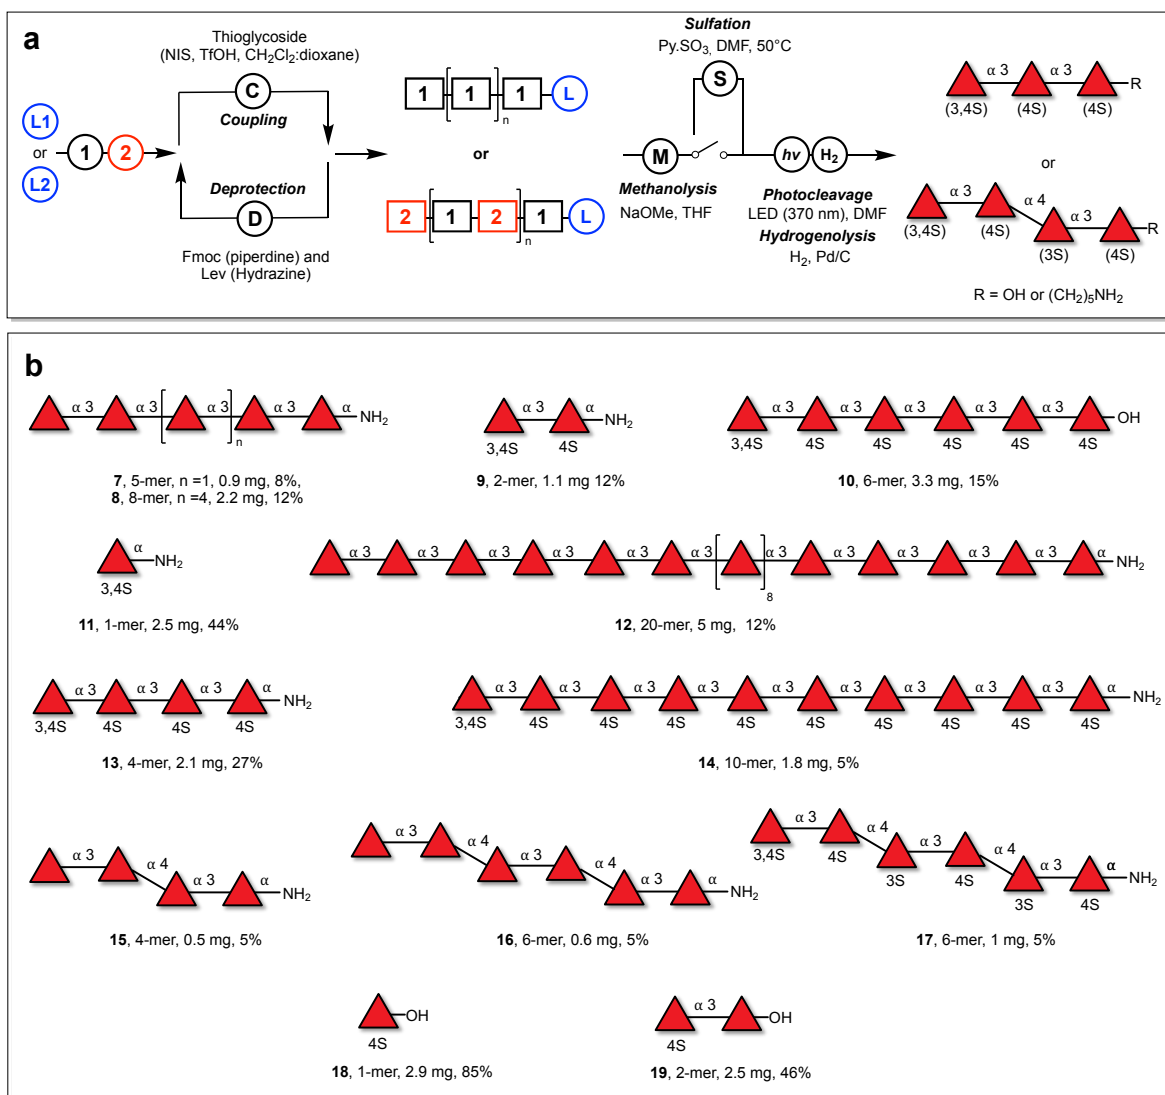 a
Thioglycoside
(NIS, TfOH, CH2Cl2:dioxane)
C
Coupling
L1
or
L2
1
2
Deprotection
D
Fmoc (piperdine) and
Lev (Hydrazine)
1 [ 1 1 ]n L
or
2 [ 1 2 ]n 1 L
Sulfation
Py.SO3, DMF, 50°C
S
M
Methanolysis
NaOMe, THF
hv H2
Photocleavage
LED (370 nm), DMF
Hydrogenolysis
H2, Pd/C
α 3 α 3 R
(3,4S) (4S) (4S)
or
α 3 α 4 α 3 R
(3,4S) (4S) (3S) (4S)
R = OH or (CH2)5NH2
b
α 3 α 3 α 3 α 3 α NH2
n
7, 5-mer, n =1, 0.9 mg, 8%,
8, 8-mer, n =4, 2.2 mg, 12%
α 3 α NH2
3,4S 4S
9, 2-mer, 1.1 mg 12%
α 3 α 3 α 3 α 3 α 3 OH
3,4S 4S 4S 4S 4S 4S
10, 6-mer, 3.3 mg, 15%
α NH2
3,4S
11, 1-mer, 2.5 mg, 44%
α 3 α 3 α 3 α 3 α 3 α 3 α 3 α 3 α 3 α 3 α 3 α NH2
8
12, 20-mer, 5 mg, 12%
α 3 α 3 α 3 α NH2
3,4S 4S 4S 4S
13, 4-mer, 2.1 mg, 27%
α 3 α 3 α 3 α 3 α 3 α 3 α 3 α 3 α 3 α NH2
3,4S 4S 4S 4S 4S 4S 4S 4S 4S 4S
14, 10-mer, 1.8 mg, 5%
α 3 α 4 α 3 α NH2
15, 4-mer, 0.5 mg, 5%
α 3 α 4 α 3 α 4 α 3 α NH2
16, 6-mer, 0.6 mg, 5%
α 3 α 4 α 3 α 4 α 3 α NH2
3,4S 4S 3S 4S 3S 4S
17, 6-mer, 1 mg, 5%
OH
4S
18, 1-mer, 2.9 mg, 85%
α 3 OH
4S
19, 2-mer, 2.5 mg, 46%